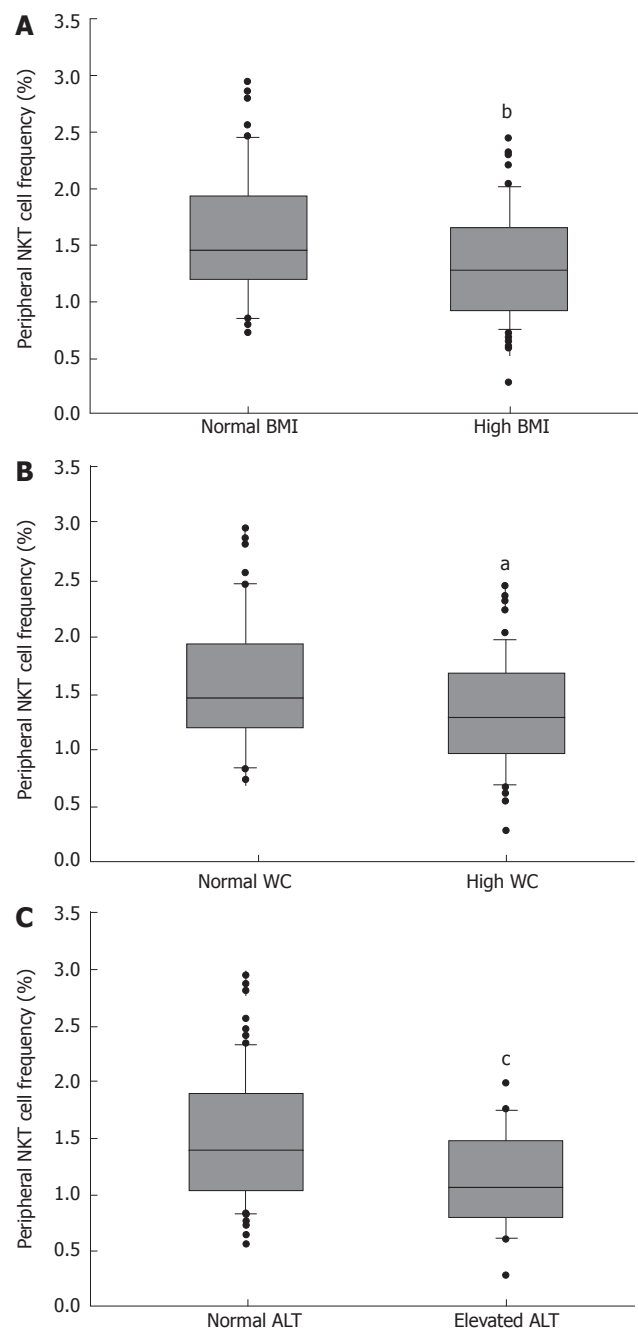 A
Peripheral NKT cell frequency (%)
3.5
3.0
2.5
2.0
1.5
1.0
0.5
0.0
b
Normal BMI
High BMI
B
Peripheral NKT cell frequency (%)
3.5
3.0
2.5
2.0
1.5
1.0
0.5
0.0
a
Normal WC
High WC
C
Peripheral NKT cell frequency (%)
3.5
3.0
2.5
2.0
1.5
1.0
0.5
0.0
c
Normal ALT
Elevated ALT